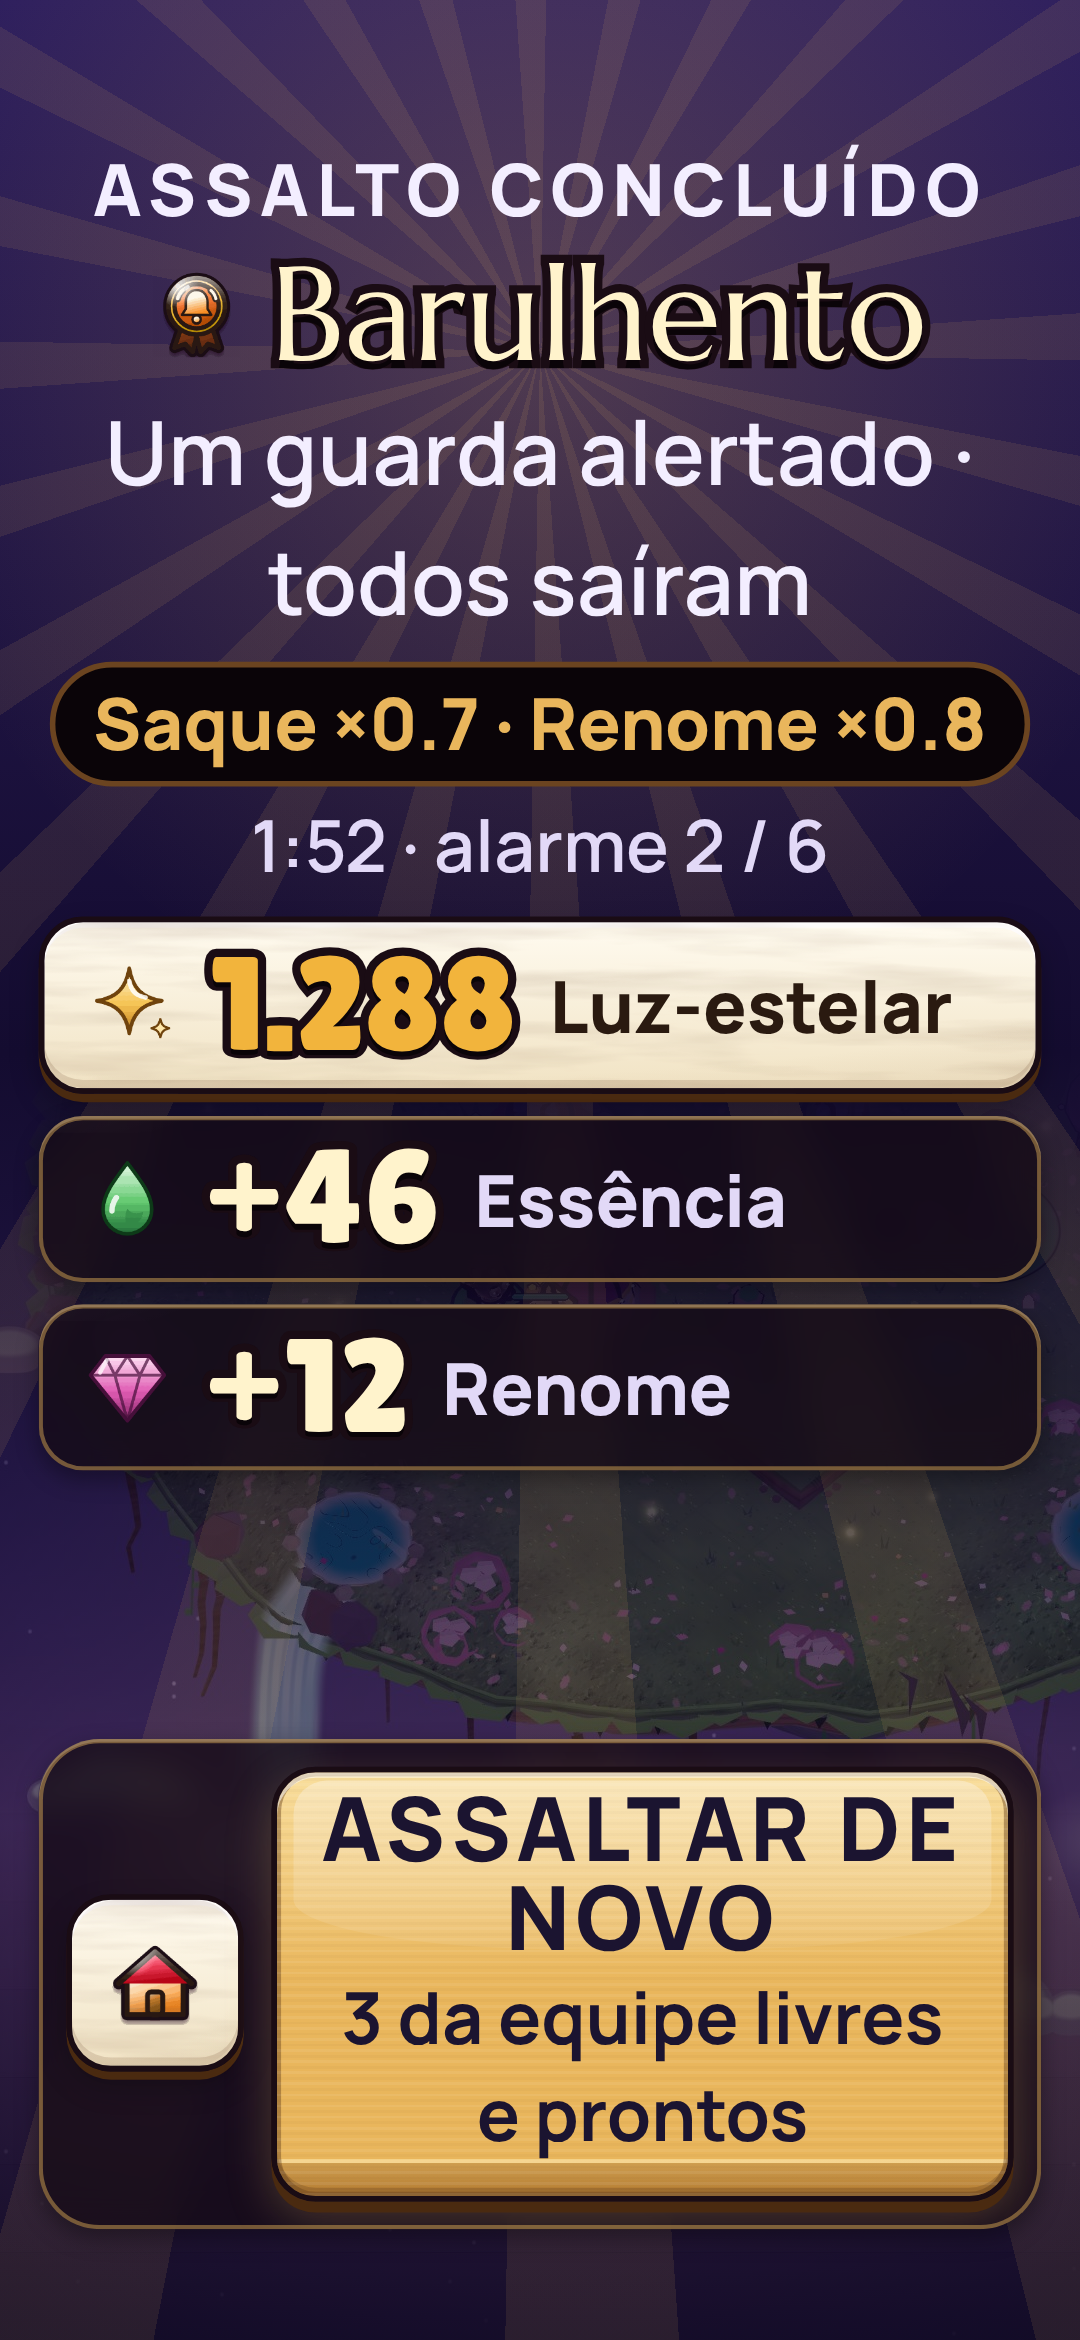 ASSALTO CONCLUÍDO
Barulhento
Um guarda alertado ·
todos saíram
Saque ×0.7 · Renome ×0.8
1:52 · alarme 2 / 6
1.288 Luz-estelar
+46 Essência
+12 Renome
ASSALTAR DE
NOVO
3 da equipe livres
e prontos